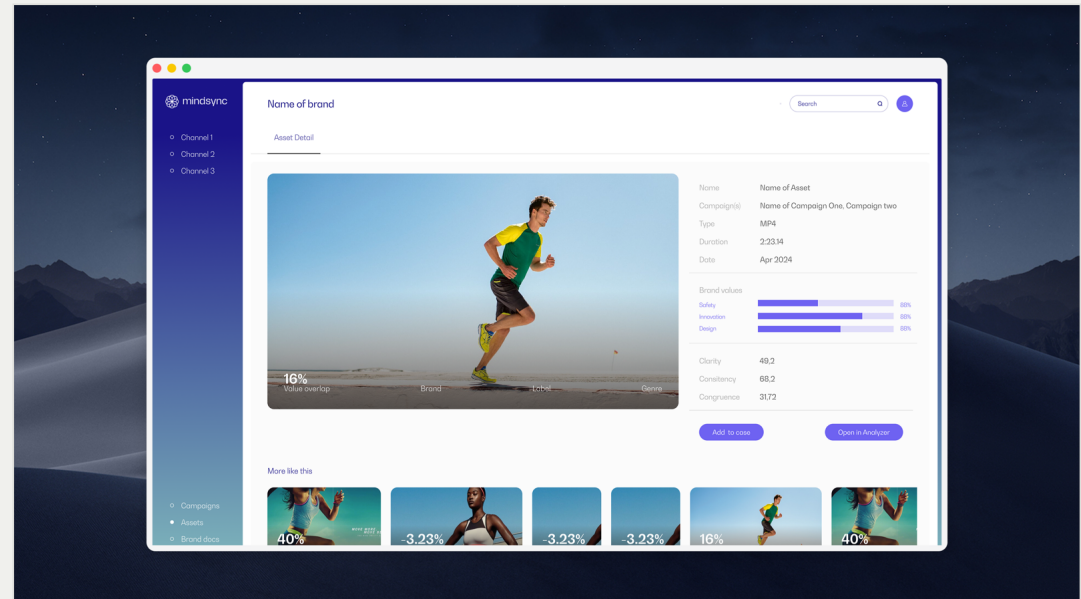 mindsync
Channel 1
Channel 2
Channel 3
Campaigns
Assets
Brand docs
Name of brand
Search
Asset Detail
16%
Value overlap
Brand
Label
Genre
Name Name of Asset
Campaign(s) Name of Campaign One, Campaign two
Type MP4
Duration 2:23.14
Date Apr 2024
Brand values
Safety 88%
Innovation 88%
Design 88%
Clarity 49,2
Consitency 68,2
Congruence 31,72
Add to case
Open in Analyzer
More like this
40%
-3.23%
-3.23%
-3.23%
16%
40%